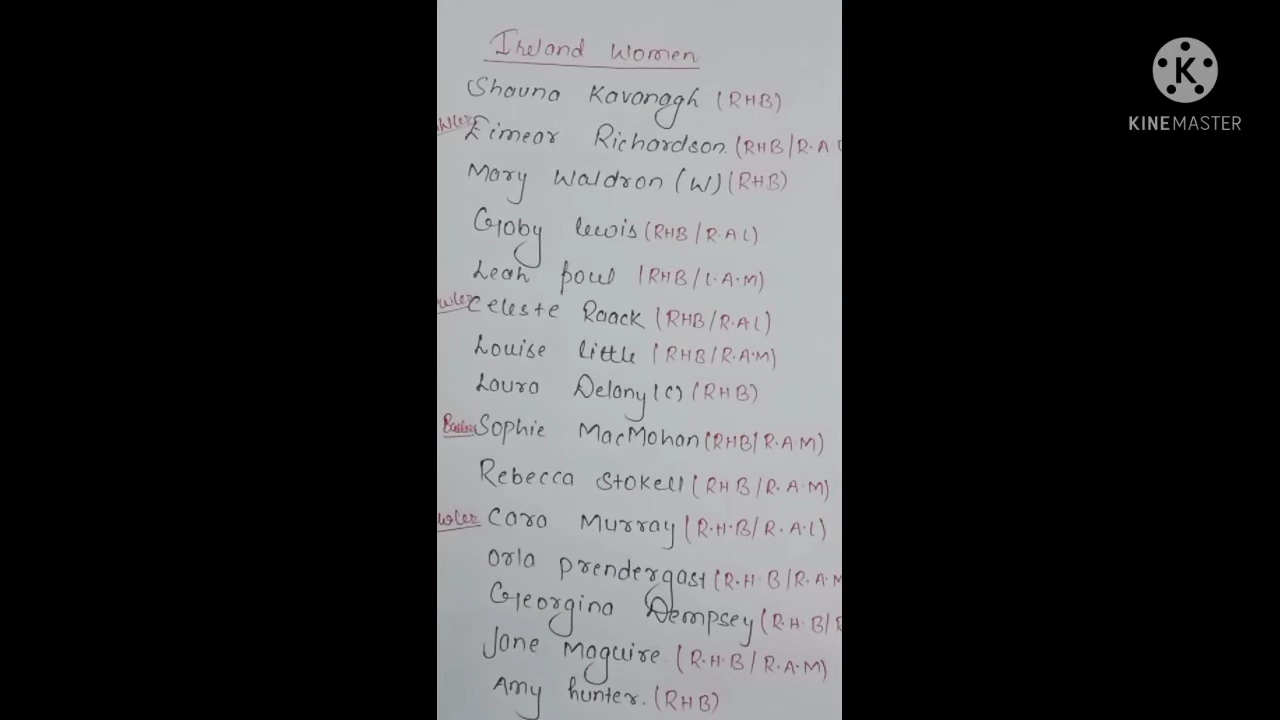 Ireland Women
Shauna Kavanagh (RHB)
Eimear Richardson. (RHB/R.A
Mary Waldron (W) (RHB)
Gaby lewis (RHB/R.A L)
Leah poul (RHB/L.A.M)
Celeste Raack (RHB/R.A L)
Louise little (RHB/R.A.M)
Laura Delany (C) (RHB)
Sophie MacMohan (RHB/R.A M)
Rebecca Stokell (RHB/R.A.M)
Cara Murray (R.H.B/R.A.L)
Orla prendergast (R.H.B/R.A.M
Georgina Dempsey (R.H.B/
Jane Maguire (R.H.B/R.A.M)
Amy hunter. (RHB)
K
KINEMASTER